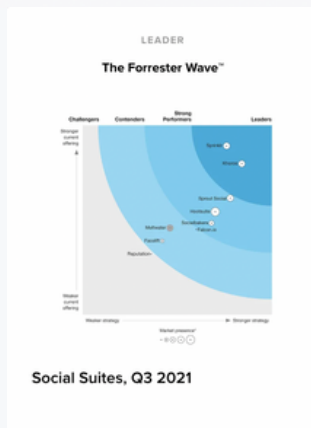 LEADER
The Forrester Wave™
Challengers
Contenders
Strong
Performers
Leaders
Stronger
current
offering
Sprinklr
Khoros
Sprout Social
Hootsuite
Socialbakers
Falcon.io
Meltwater
Reputation
Weaker
current
offering
Weaker strategy
Stronger strategy
Market presence*
Social Suites, Q3 2021